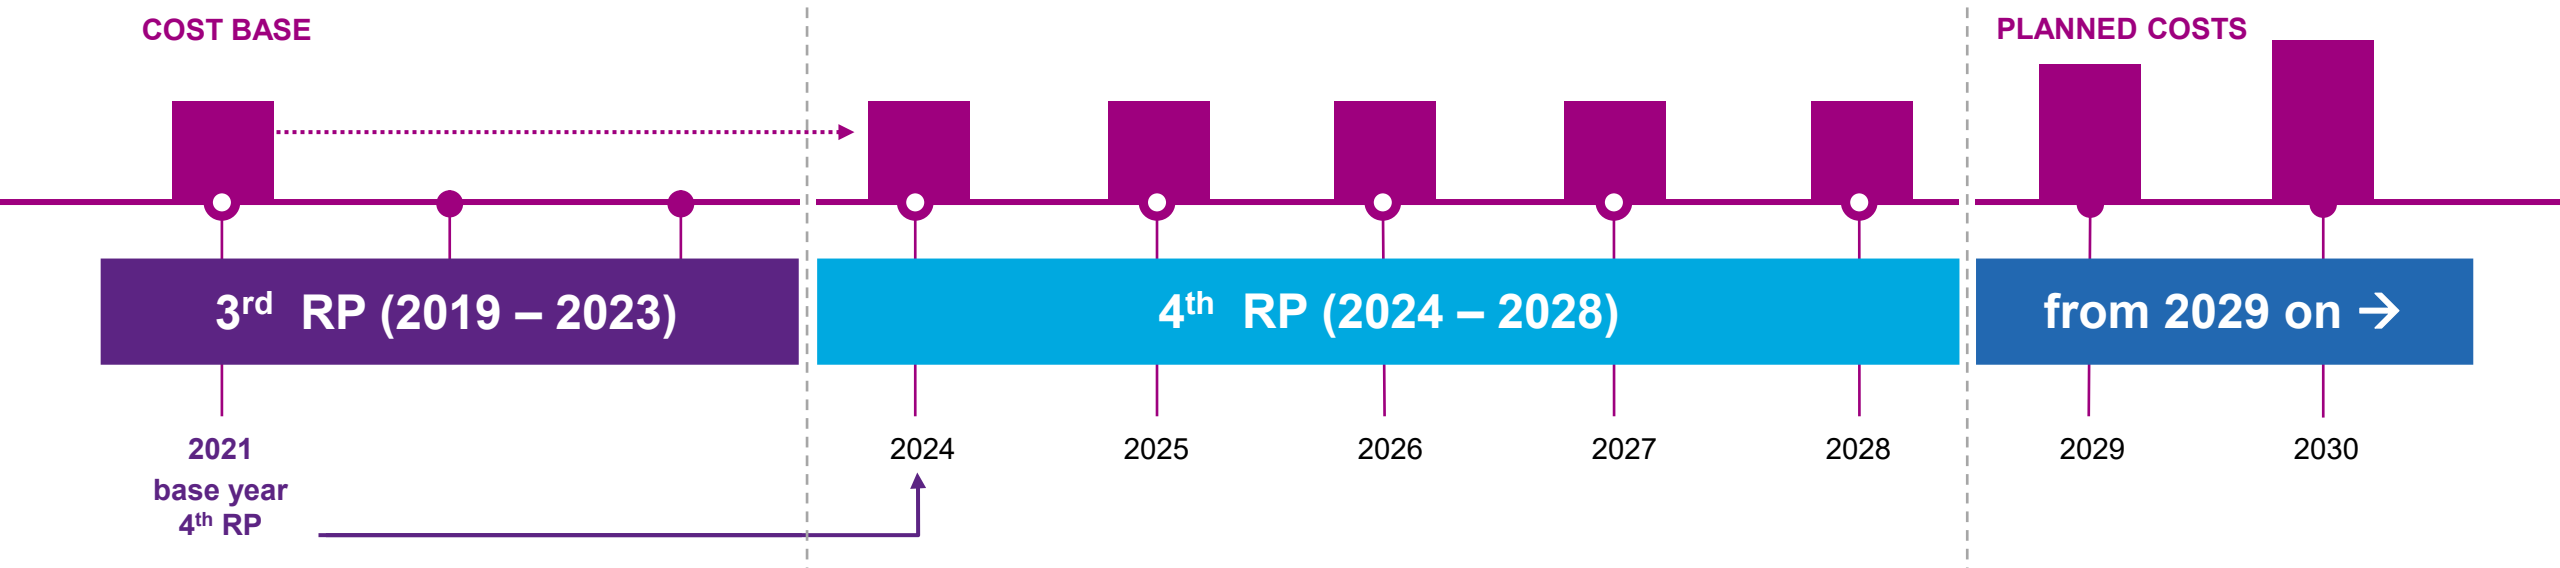 COST BASE
PLANNED COSTS
3rd RP (2019 – 2023)
4th RP (2024 – 2028)
from 2029 on →
2021
base year
4th RP
2024
2025
2026
2027
2028
2029
2030